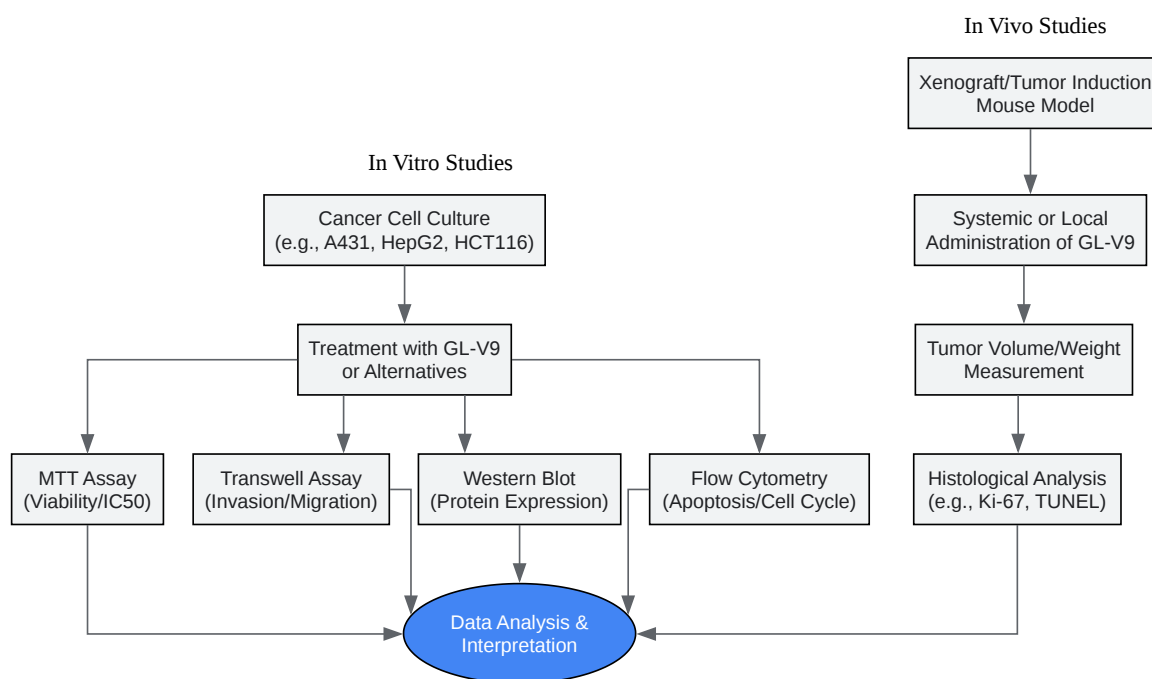 In Vivo Studies
Xenograft/Tumor Induction
Mouse Model
Systemic or Local
Administration of GL-V9
Tumor Volume/Weight
Measurement
Histological Analysis
(e.g., Ki-67, TUNEL)
In Vitro Studies
Cancer Cell Culture
(e.g., A431, HepG2, HCT116)
Treatment with GL-V9
or Alternatives
MTT Assay
(Viability/IC50)
Transwell Assay
(Invasion/Migration)
Western Blot
(Protein Expression)
Flow Cytometry
(Apoptosis/Cell Cycle)
Data Analysis &
Interpretation